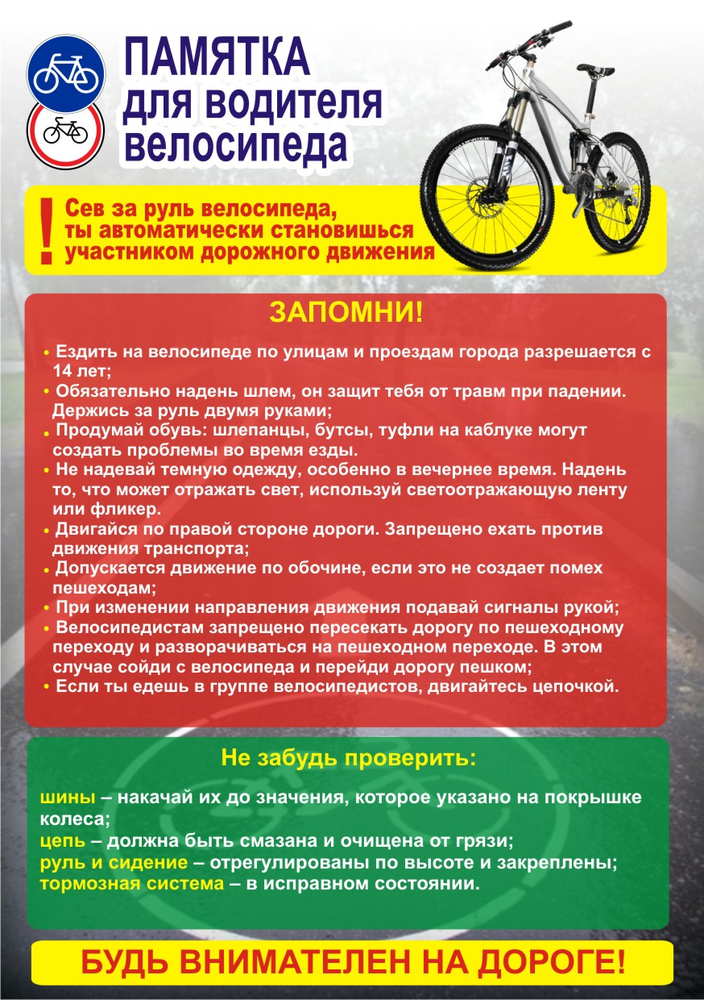 ПАМЯТКА
для водителя
велосипеда
! Сев за руль велосипеда,
ты автоматически становишься
участником дорожного движения
ЗАПОМНИ!
• Ездить на велосипеде по улицам и проездам города разрешается с
14 лет;
• Обязательно надень шлем, он защит тебя от травм при падении.
Держись за руль двумя руками;
• Продумай обувь: шлепанцы, бутсы, туфли на каблуке могут
создать проблемы во время езды.
• Не надевай темную одежду, особенно в вечернее время. Надень
то, что может отражать свет, используй светоотражающую ленту
или фликер.
• Двигайся по правой стороне дороги. Запрещено ехать против
движения транспорта;
• Допускается движение по обочине, если это не создает помех
пешеходам;
• При изменении направления движения подавай сигналы рукой;
• Велосипедистам запрещено пересекать дорогу по пешеходному
переходу и разворачиваться на пешеходном переходе. В этом
случае сойди с велосипеда и перейди дорогу пешком;
• Если ты едешь в группе велосипедистов, двигайтесь цепочкой.
Не забудь проверить:
шины – накачай их до значения, которое указано на покрышке
колеса;
цепь – должна быть смазана и очищена от грязи;
руль и сидение – отрегулированы по высоте и закреплены;
тормозная система – в исправном состоянии.
БУДЬ ВНИМАТЕЛЕН НА ДОРОГЕ!